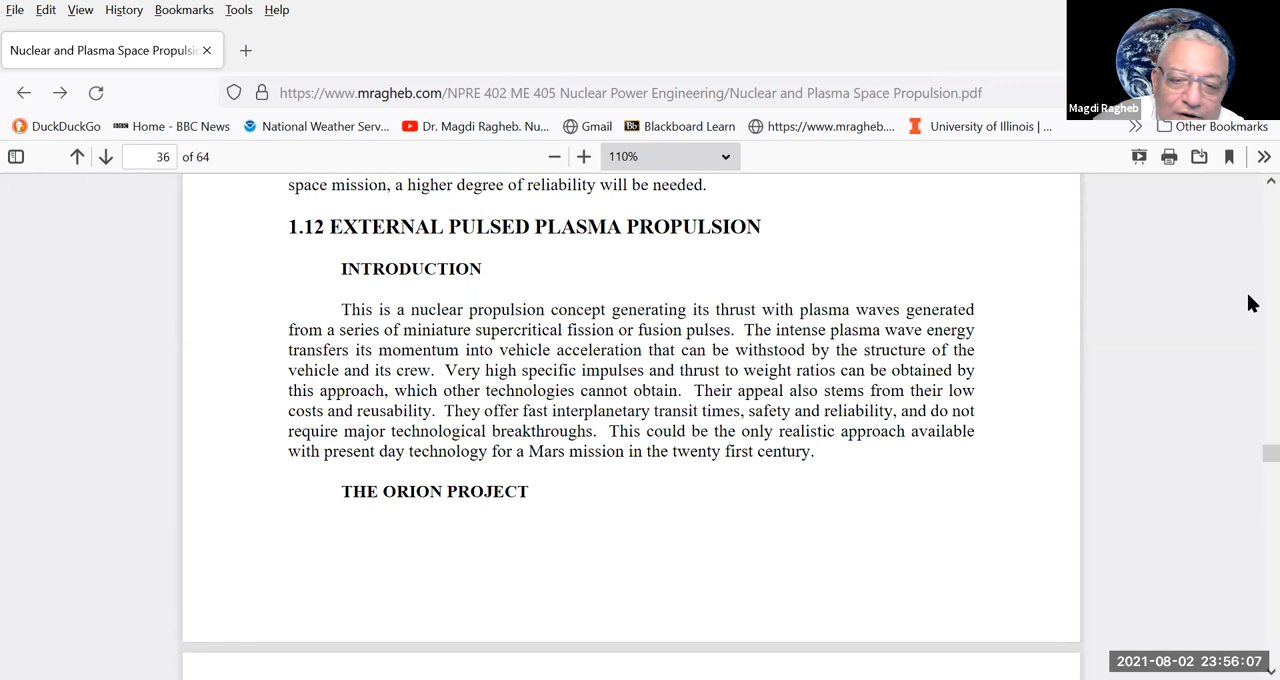 File Edit View History Bookmarks Tools Help
Nuclear and Plasma Space Propulsi
https://www.mragheb.com/NPRE 402 ME 405 Nuclear Power Engineering/Nuclear and Plasma Space Propulsion.pdf
Magdi Ragheb
DuckDuckGo BBC Home - BBC News National Weather Serv... Dr. Magdi Ragheb. Nu... Gmail Bb Blackboard Learn https://www.mragheb.... University of Illinois | ... Other Bookmarks
36 of 64 110%
space mission, a higher degree of reliability will be needed.
1.12 EXTERNAL PULSED PLASMA PROPULSION
INTRODUCTION
This is a nuclear propulsion concept generating its thrust with plasma waves generated
from a series of miniature supercritical fission or fusion pulses. The intense plasma wave energy
transfers its momentum into vehicle acceleration that can be withstood by the structure of the
vehicle and its crew. Very high specific impulses and thrust to weight ratios can be obtained by
this approach, which other technologies cannot obtain. Their appeal also stems from their low
costs and reusability. They offer fast interplanetary transit times, safety and reliability, and do not
require major technological breakthroughs. This could be the only realistic approach available
with present day technology for a Mars mission in the twenty first century.
THE ORION PROJECT
2021-08-02 23:56:07